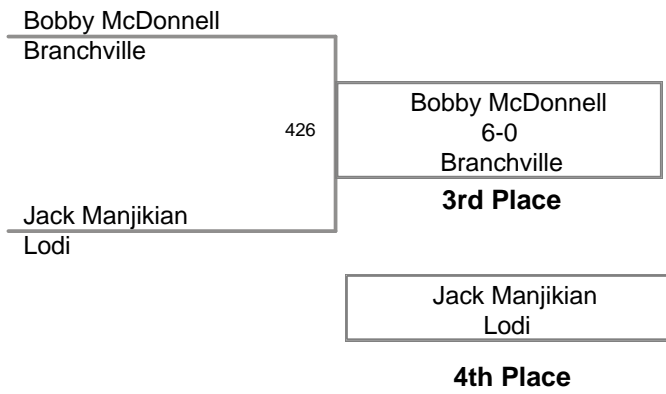 Bobby McDonnell
Branchville
426
Bobby McDonnell
6-0
Branchville
3rd Place
Jack Manjikian
Lodi
Jack Manjikian
Lodi
4th Place